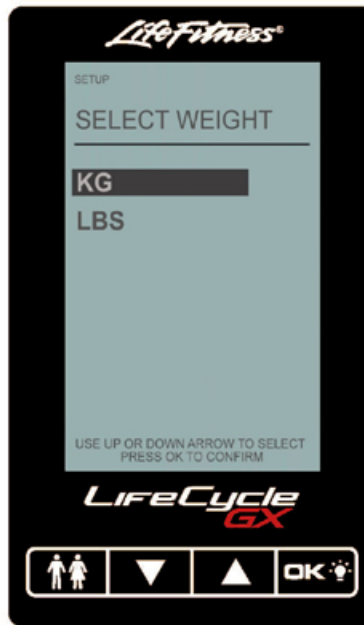 LifeFitness®
SETUP
SELECT WEIGHT
KG
LBS
USE UP OR DOWN ARROW TO SELECT
PRESS OK TO CONFIRM
LifeCycle
GX
OK